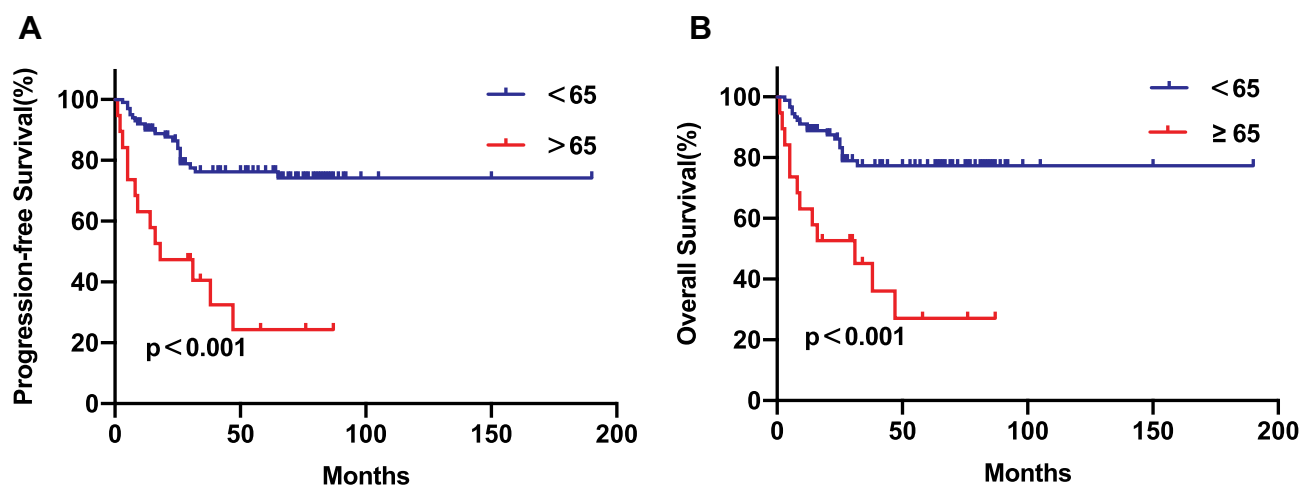 A
Progression-free Survival(%)
100
80
60
40
20
0
<65
>65
p<0.001
0 50 100 150 200
Months
B
Overall Survival(%)
100
80
60
40
20
0
<65
≥65
p<0.001
0 50 100 150 200
Months